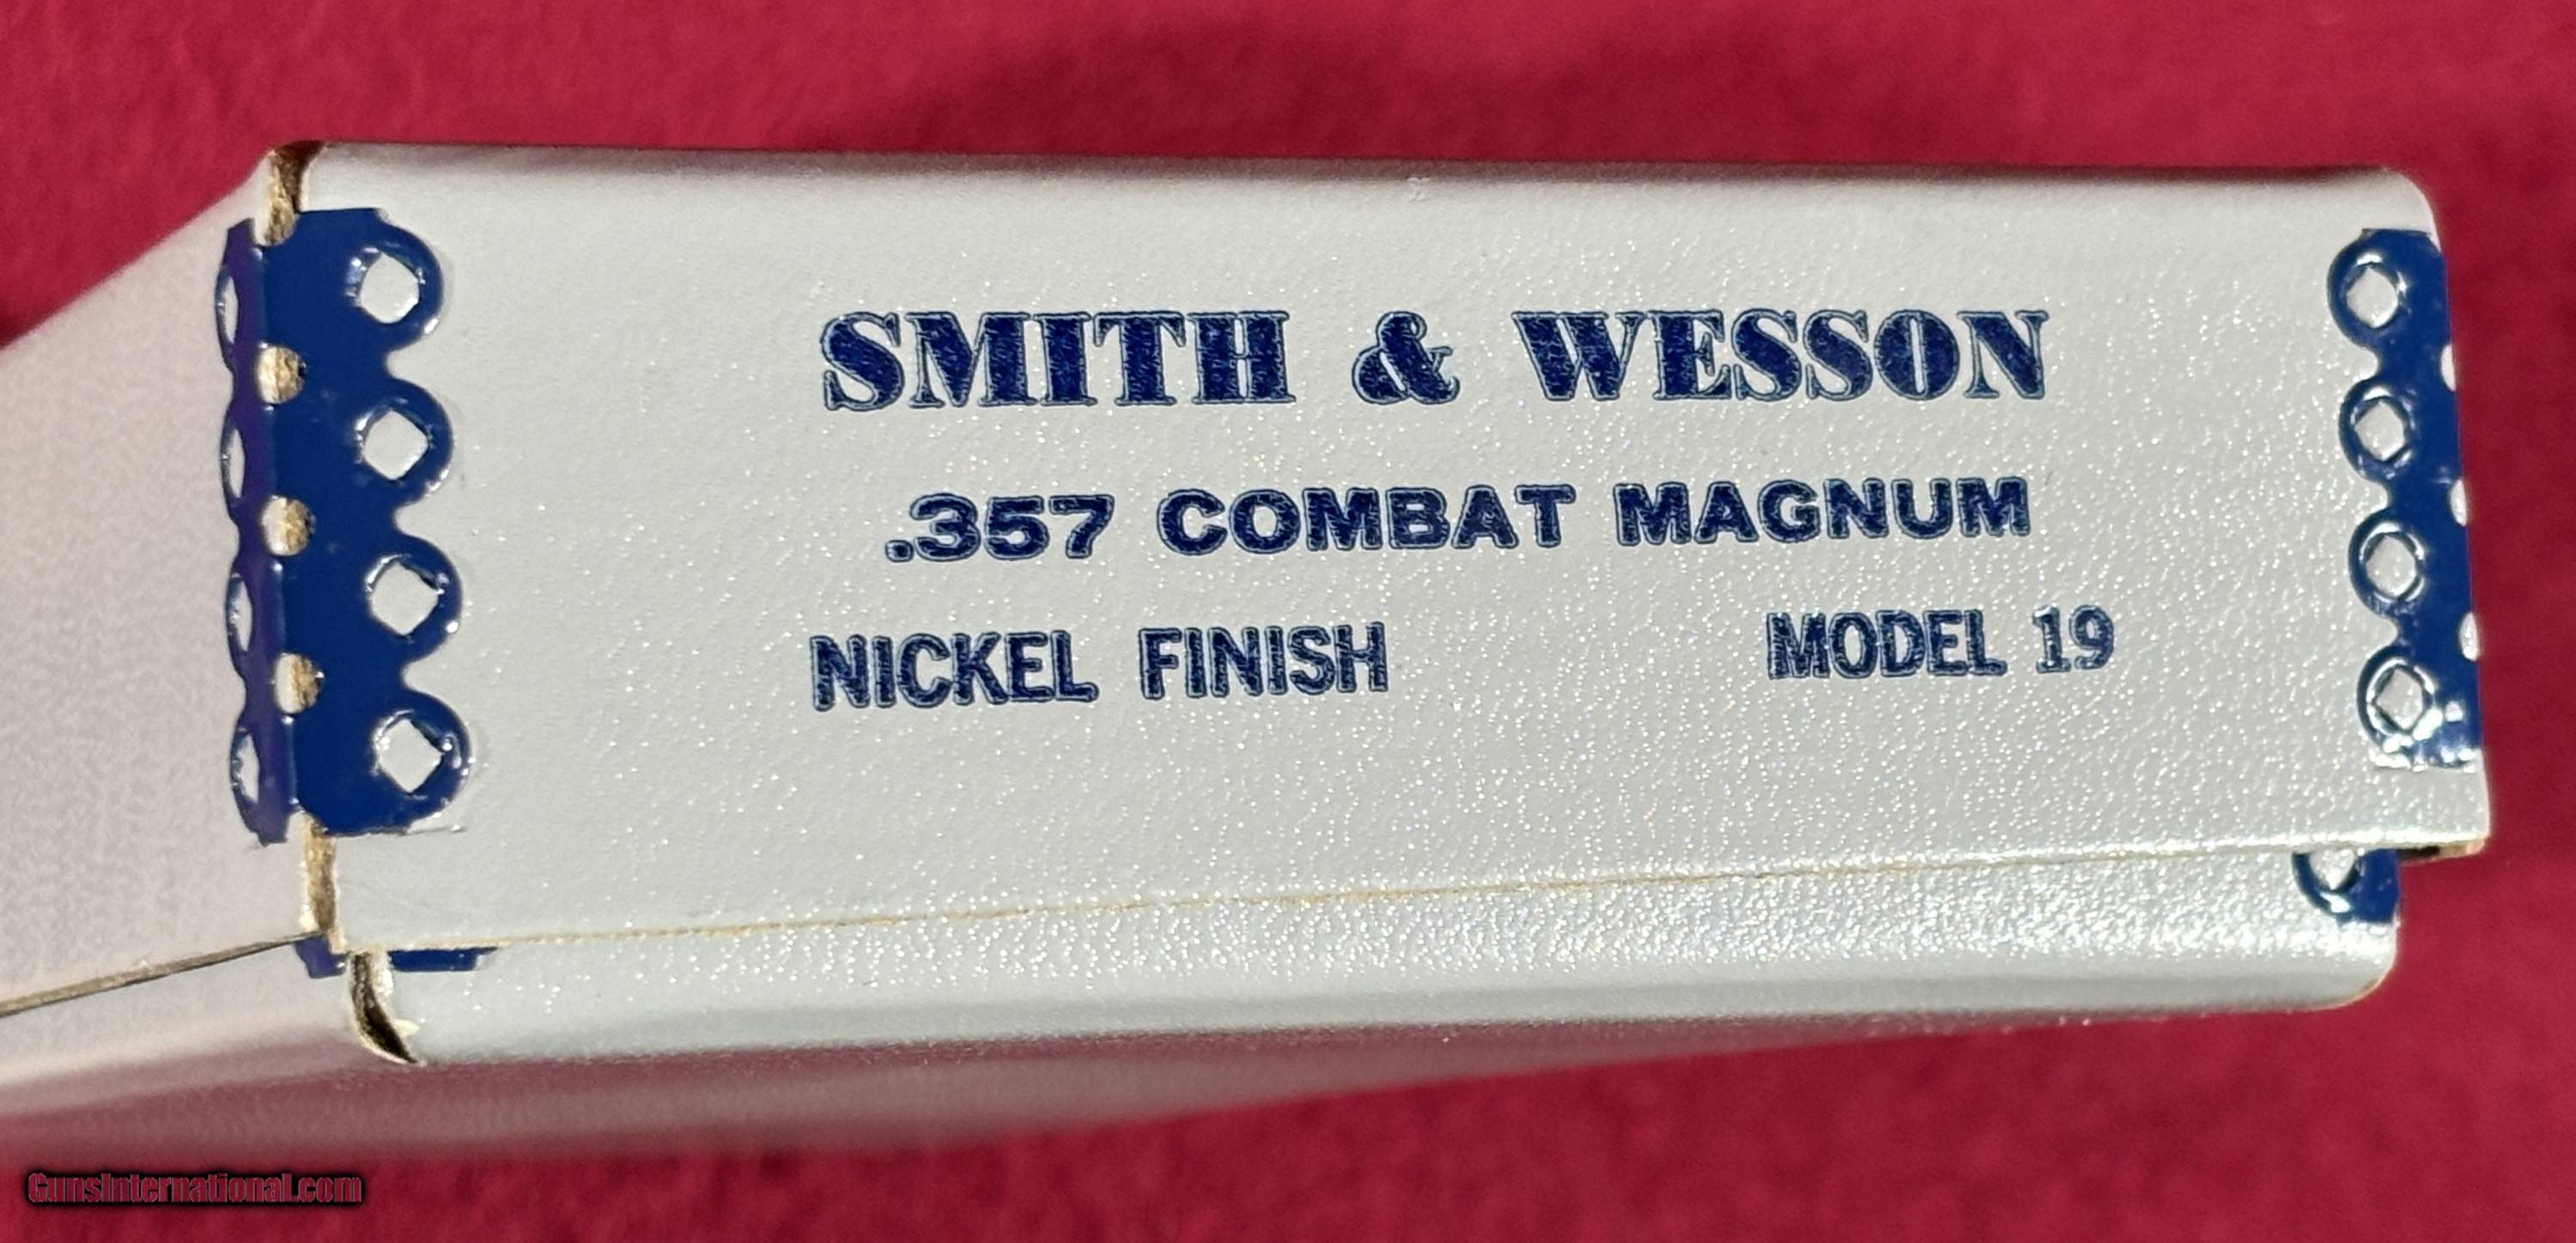 SMITH & WESSON
.357 COMBAT MAGNUM
NICKEL FINISH MODEL 19
GunsInternational.com